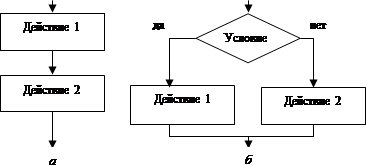 Действие 1
Действие 2
а
да
Условие
нет
Действие 1
Действие 2
б